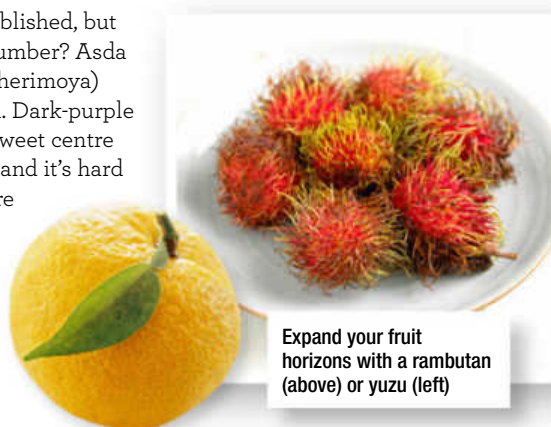 blished, but
umber? Asda
herimoya)
. Dark-purple
weet centre
and it's hard
re
Expand your fruit
horizons with a rambutan
(above) or yuzu (left)